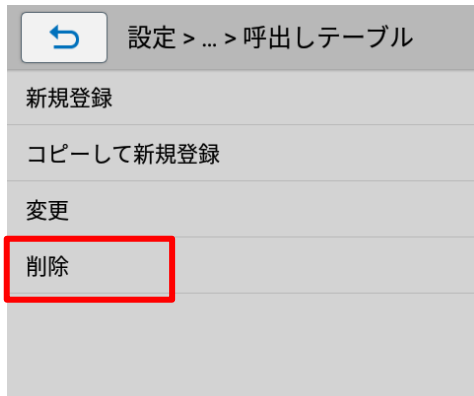 設定 > ... > 呼出しテーブル
新規登録
コピーして新規登録
変更
削除